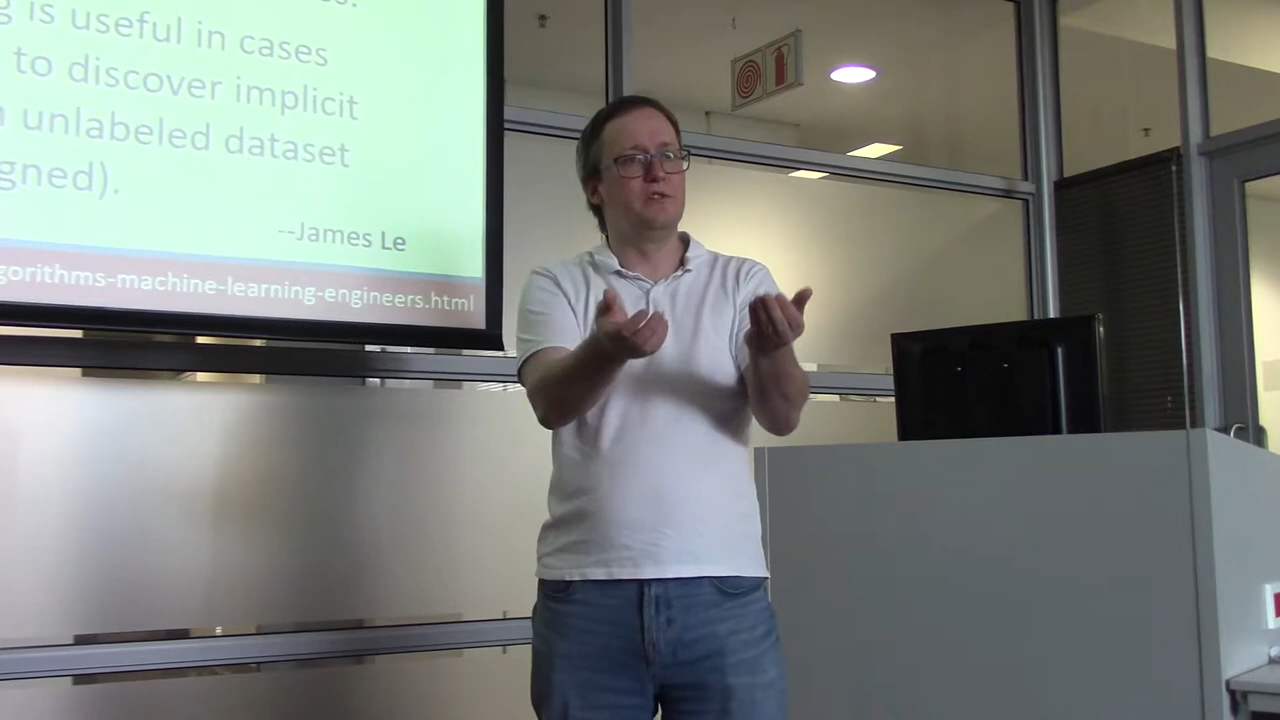 is useful in cases
to discover implicit
unlabeled dataset
gned).
--James Le
gorithms-machine-learning-engineers.html